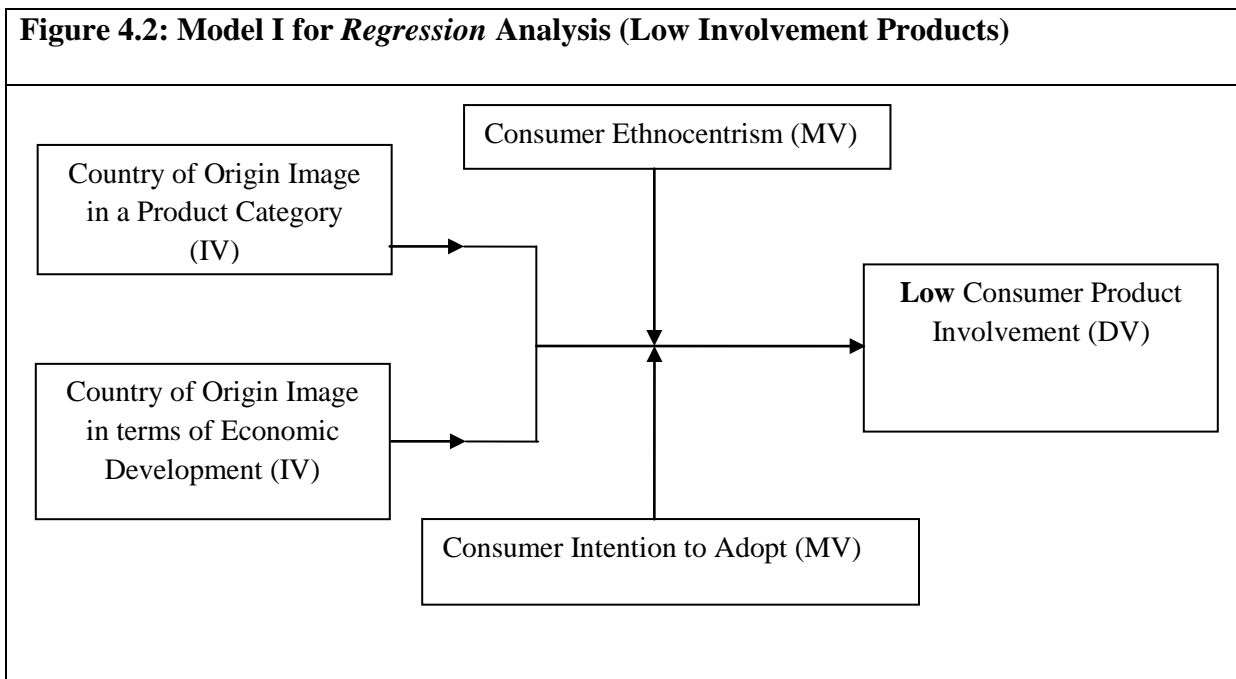 Figure 4.2: Model I for Regression Analysis (Low Involvement Products)
Consumer Ethnocentrism (MV)
Country of Origin Image
in a Product Category
(IV)
Low Consumer Product
Involvement (DV)
Country of Origin Image
in terms of Economic
Development (IV)
Consumer Intention to Adopt (MV)